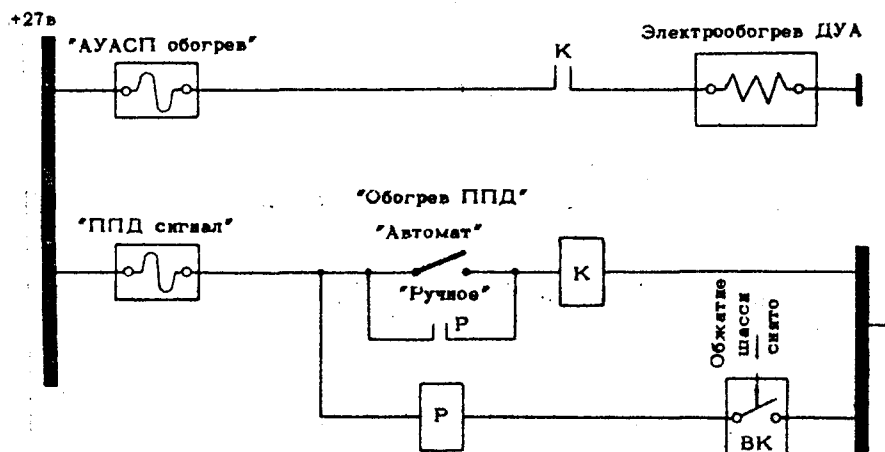 +27в
"АУАСП обогрев"
Электрообогрев ДУА
К
"Обогрев ППД"
"ППД сигнал"
"Автомат"
К
"Ручное"
Р
Обжатие
шасси
снято
Р
ВК